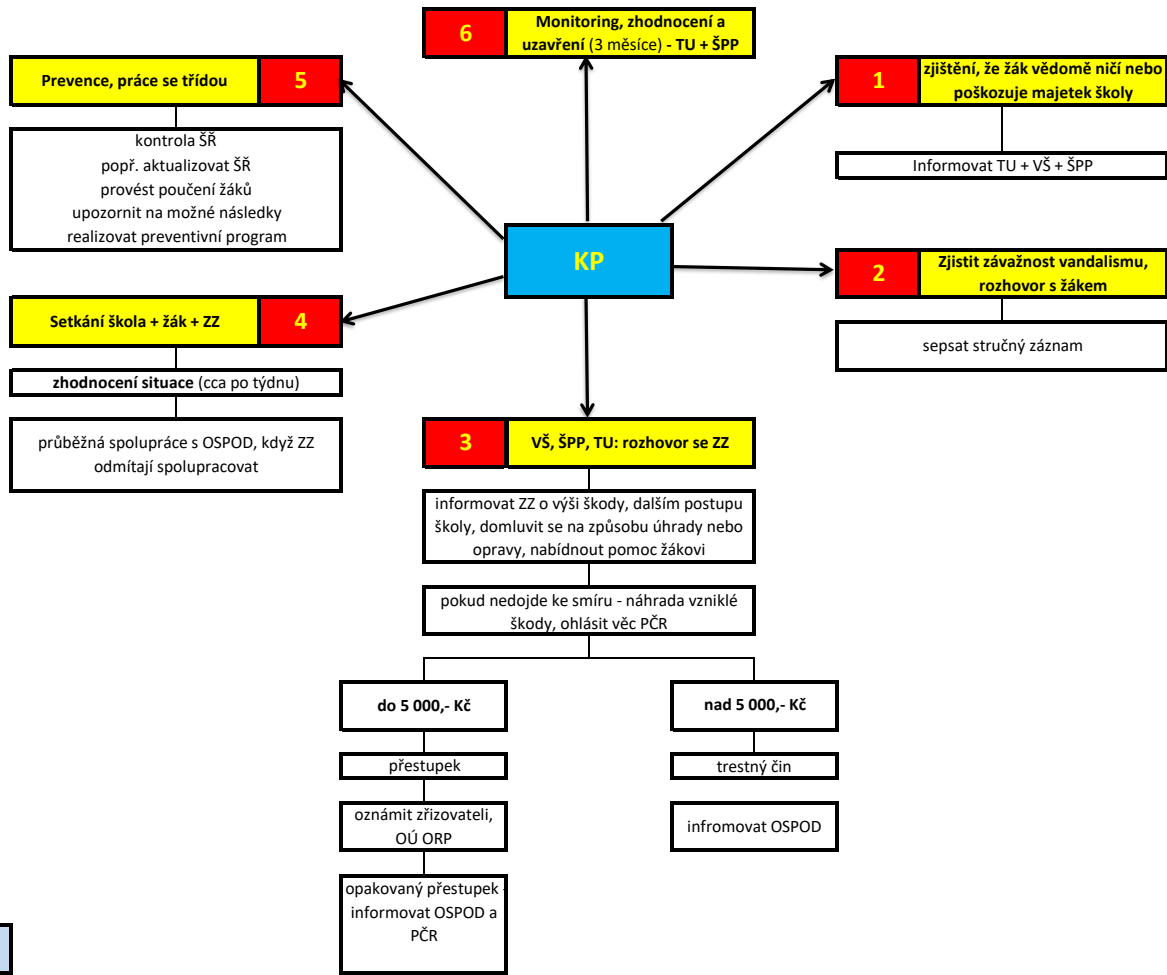 6
Monitoring, zhodnocení a
uzavření (3 měsíce) - TU + ŠPP
Prevence, práce se třídou
5
kontrola ŠŘ
popř. aktualizovat ŠŘ
provést poučení žáků
upozornit na možné následky
realizovat preventivní program
1
zjištění, že žák vědomě ničí nebo
poškozuje majetek školy
Informovat TU + VŠ + ŠPP
KP
2
Zjistit závažnost vandalismu,
rozhovor s žákem
sepsat stručný záznam
Setkání škola + žák + ZZ
4
zhodnocení situace (cca po týdnu)
průběžná spolupráce s OSPOD, když ZZ
odmítají spolupracovat
3
VŠ, ŠPP, TU: rozhovor se ZZ
informovat ZZ o výši škody, dalším postupu
školy, domluvit se na způsobu úhrady nebo
opravy, nabídnout pomoc žákovi
pokud nedojde ke smíru - náhrada vzniklé
škody, ohlásit věc PČR
do 5 000,- Kč
přestupek
oznámit zřizovateli,
OÚ ORP
opakovaný přestupek -
informovat OSPOD a
PČR
nad 5 000,- Kč
trestný čin
infromovat OSPOD